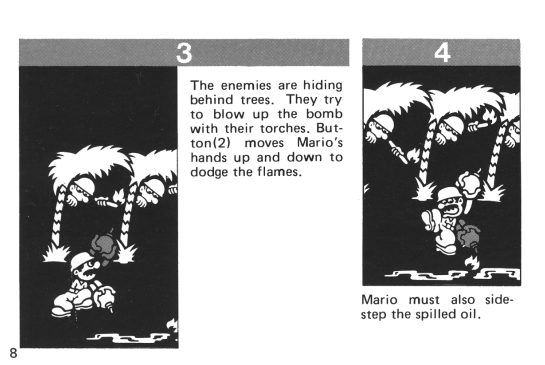 3
The enemies are hiding
behind trees. They try
to blow up the bomb
with their torches. But-
ton(2) moves Mario's
hands up and down to
dodge the flames.
4
Mario must also side-
step the spilled oil.
8